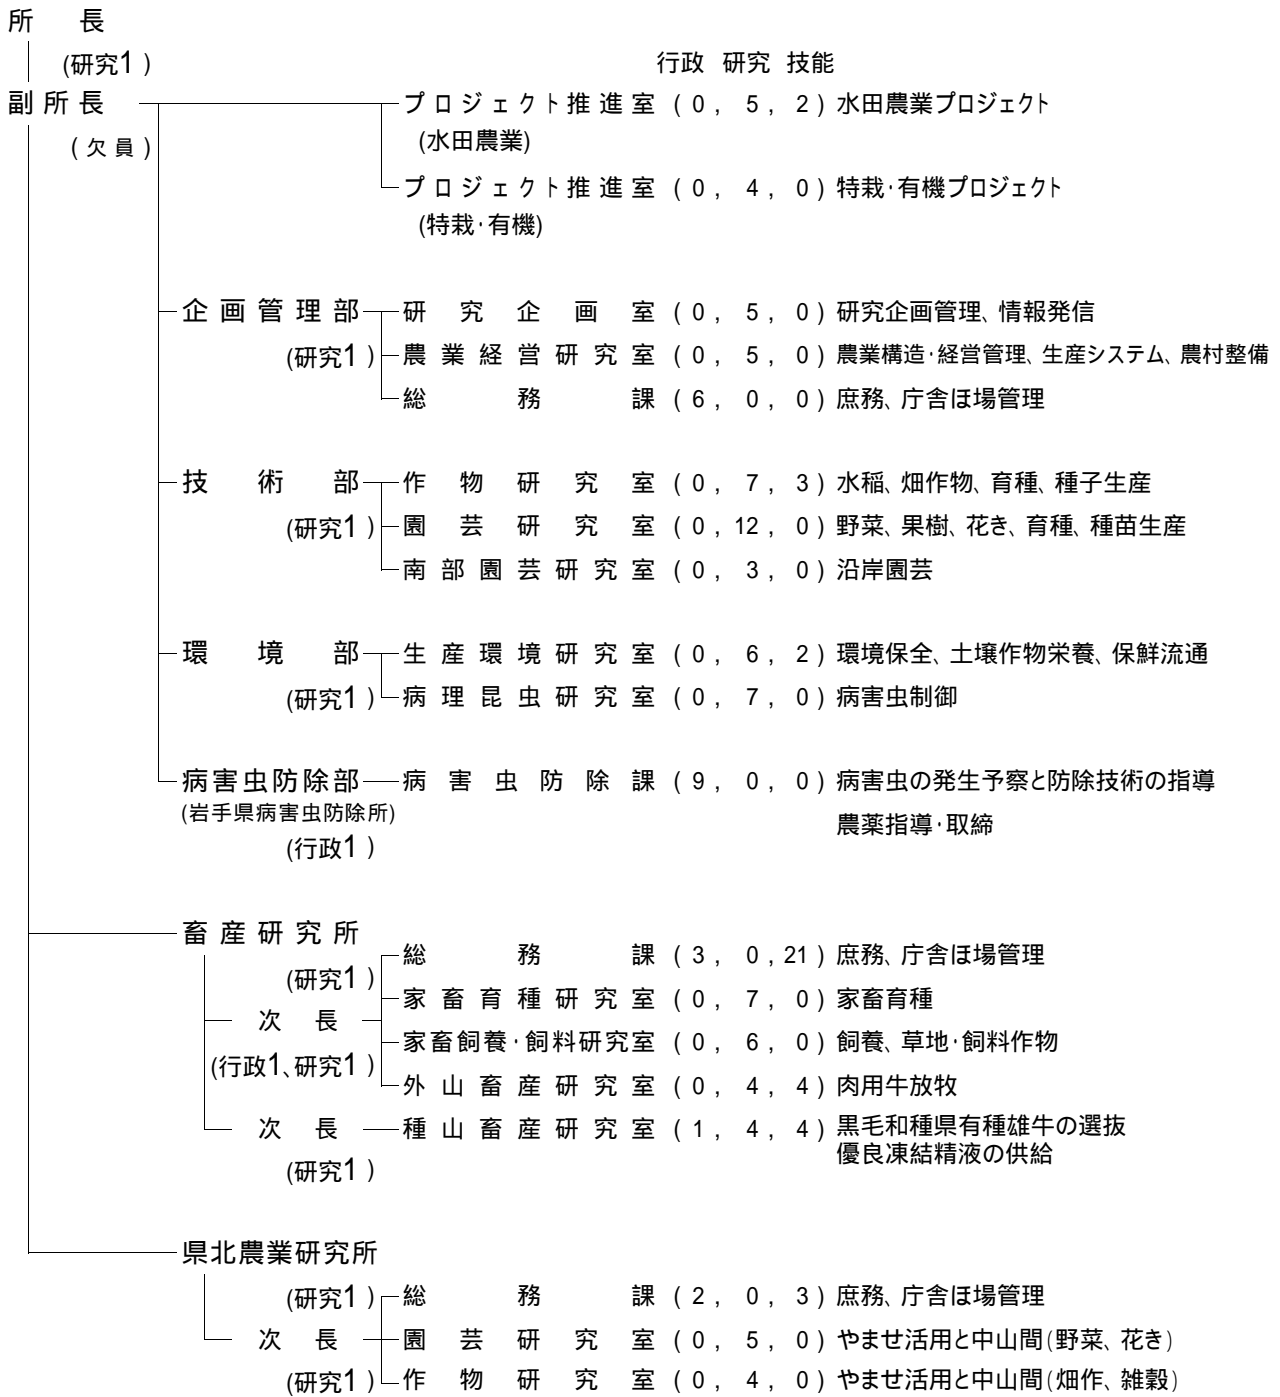 所長
(研究1)
行政 研究 技能
副所長 プロジェクト推進室 (0, 5, 2) 水田農業プロジェクト
(欠員) (水田農業)
プロジェクト推進室 (0, 4, 0) 特栽・有機プロジェクト
(特栽・有機)
企画管理部 研究企画室 (0, 5, 0) 研究企画管理、情報発信
(研究1) 農業経営研究室 (0, 5, 0) 農業構造・経営管理、生産システム、農村整備
総務課 (6, 0, 0) 庶務、庁舎ほ場管理
技術部 作物研究室 (0, 7, 3) 水稲、畑作物、育種、種子生産
(研究1) 園芸研究室 (0, 12, 0) 野菜、果樹、花き、育種、種苗生産
南部園芸研究室 (0, 3, 0) 沿岸園芸
環境部 生産環境研究室 (0, 6, 2) 環境保全、土壌作物栄養、保鮮流通
(研究1) 病理昆虫研究室 (0, 7, 0) 病害虫制御
病害虫防除部 病害虫防除課 (9, 0, 0) 病害虫の発生予察と防除技術の指導
(岩手県病害虫防除所) 農薬指導・取締
(行政1)
畜産研究所
総務課 (3, 0, 21) 庶務、庁舎ほ場管理
(研究1)
家畜育種研究室 (0, 7, 0) 家畜育種
次長
家畜飼養・飼料研究室 (0, 6, 0) 飼養、草地・飼料作物
(行政1、研究1)
外山畜産研究室 (0, 4, 4) 肉用牛放牧
次長 種山畜産研究室 (1, 4, 4) 黒毛和種県有種雄牛の選抜
優良凍結精液の供給
(研究1)
県北農業研究所
(研究1) 総務課 (2, 0, 3) 庶務、庁舎ほ場管理
次長 園芸研究室 (0, 5, 0) やませ活用と中山間(野菜、花き)
(研究1) 作物研究室 (0, 4, 0) やませ活用と中山間(畑作、雑穀)